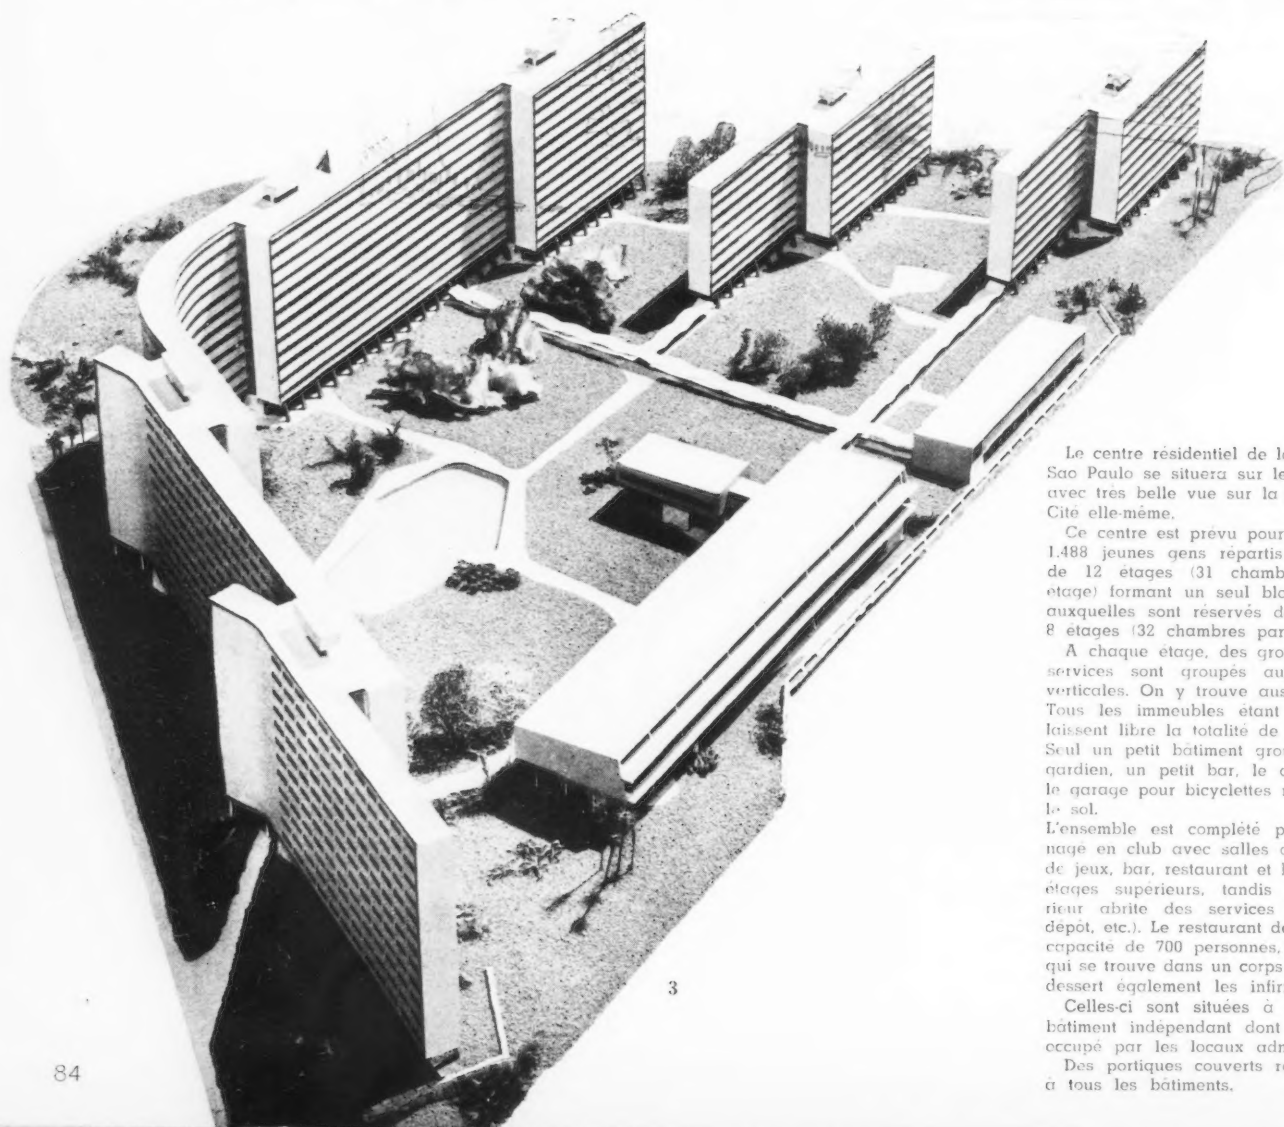 Le centre résidentiel de
Sao Paulo se situera sur le
avec très belle vue sur la
Cité elle-même.
Ce centre est prévu pour
1.488 jeunes gens répartis
de 12 étages (31 chamb
étage) formant un seul blo
auxquelles sont réservés d
8 étages (32 chambres par
A chaque étage, des gro
services sont groupés au
verticales. On y trouve aus
Tous les immeubles étant
laissent libre la totalité de
Seul un petit bâtiment grou
gardien, un petit bar, le
le garage pour bicyclettes
le sol.
L'ensemble est complété p
nagé en club avec salles
de jeux, bar, restaurant et
étages supérieurs, tandis
rieur abrite des services
dépôt, etc.). Le restaurant d
capacité de 700 personnes,
qui se trouve dans un corps
dessert également les infir
Celles-ci sont situées à
bâtiment indépendant dont
occupé par les locaux adm
Des portiques couverts r
à tous les bâtiments.
3
84